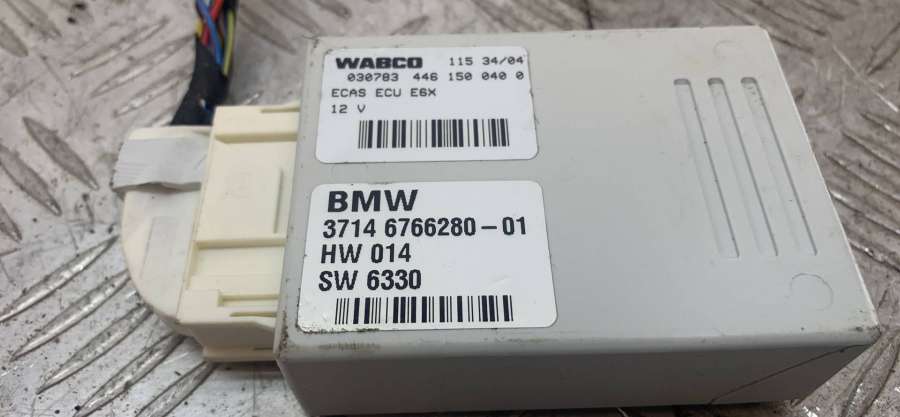 WABCO 115 34/04
030783 446 150 040 0
ECAS ECU E6X
12 V
BMW
3714 6766280-01
HW 014
SW 6330